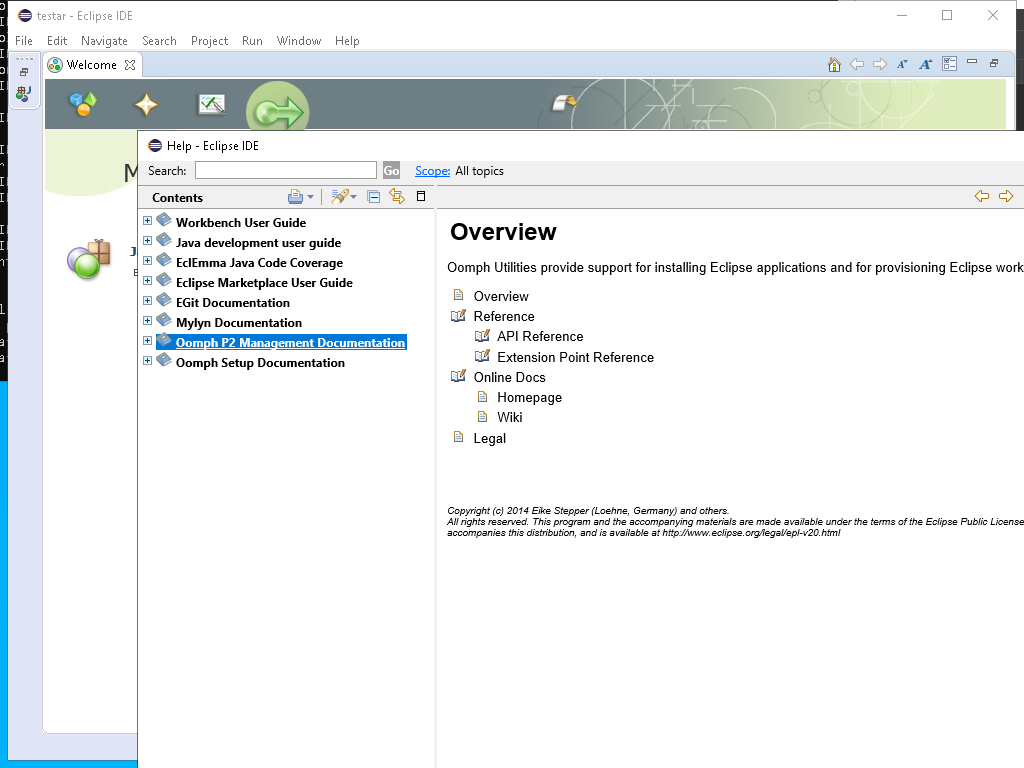 testar - Eclipse IDE
File Edit Navigate Search Project Run Window Help
Welcome
Help - Eclipse IDE
Search: Go Scope: All topics
Contents
Workbench User Guide
Java development user guide
EclEmma Java Code Coverage
Eclipse Marketplace User Guide
EGit Documentation
Mylyn Documentation
Oomph P2 Management Documentation
Oomph Setup Documentation
Overview
Oomph Utilities provide support for installing Eclipse applications and for provisioning Eclipse work
Overview
Reference
API Reference
Extension Point Reference
Online Docs
Homepage
Wiki
Legal
Copyright (c) 2014 Eike Stepper (Loehne, Germany) and others.
All rights reserved. This program and the accompanying materials are made available under the terms of the Eclipse Public License
accompanies this distribution, and is available at http://www.eclipse.org/legal/epl-v20.html